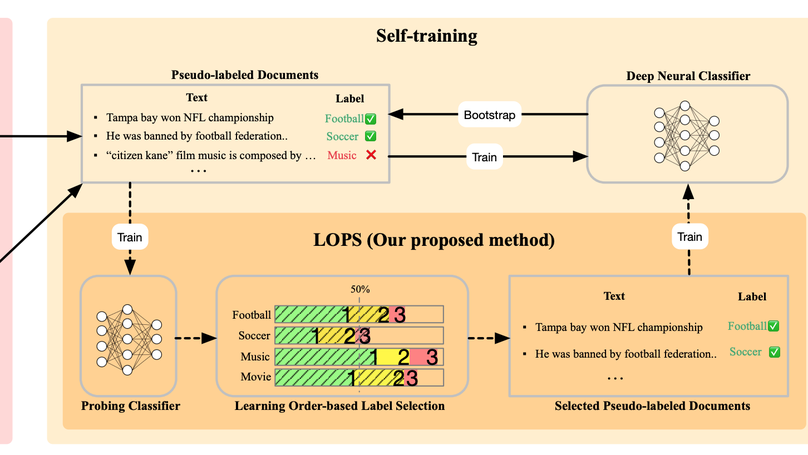 Self-training
Pseudo-labeled Documents
Text Label
▪ Tampa bay won NFL championship Football✅
▪ He was banned by football federation.. Soccer ✅
▪ “citizen kane” film music is composed by … Music ❌
…
Deep Neural Classifier
Bootstrap
Train
Train
LOPS (Our proposed method)
Train
Probing Classifier
50%
Football 1 2 3
Soccer 1 2 3
Music 1 2 3
Movie 1 2 3
Learning Order-based Label Selection
Text Label
▪ Tampa bay won NFL championship Football✅
▪ He was banned by football federation.. Soccer ✅
…
Selected Pseudo-labeled Documents